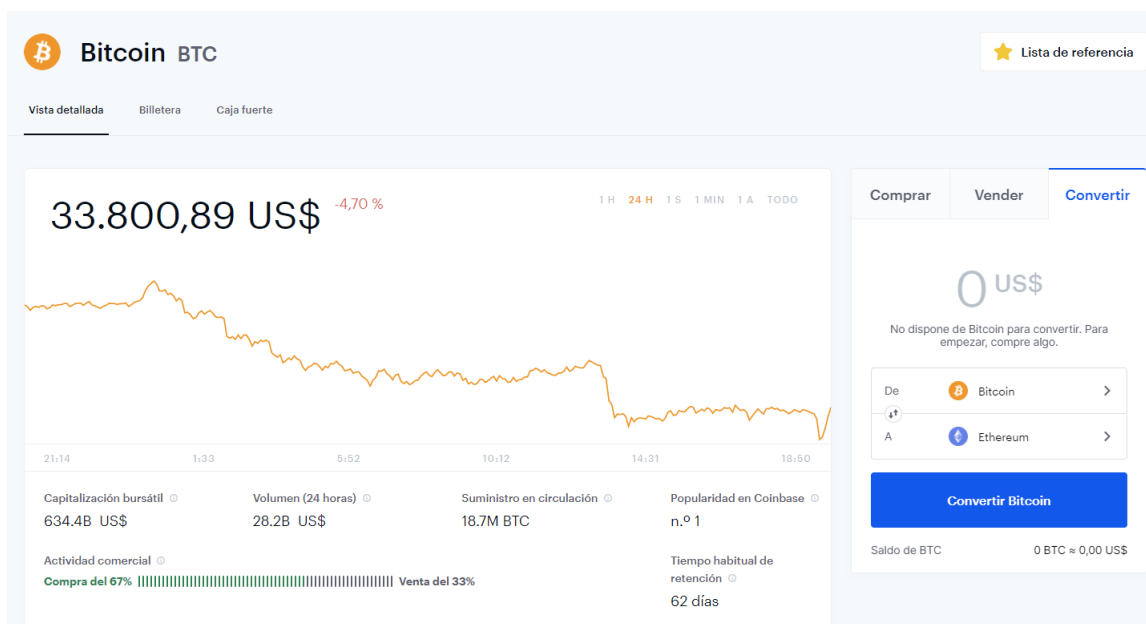 Bitcoin BTC
Lista de referencia
Vista detallada Billetera Caja fuerte
33.800,89 US$ -4,70 %
1 H 24 H 1 S 1 MIN 1 A TODO
21:14 1:33 5:52 10:12 14:31 18:50
Capitalización bursátil Volumen (24 horas) Suministro en circulación Popularidad en Coinbase
634.4B US$ 28.2B US$ 18.7M BTC n.º 1
Actividad comercial
Compra del 67% Venta del 33%
Tiempo habitual de
retención
62 días
Comprar Vender Convertir
0 US$
No dispone de Bitcoin para convertir. Para
empezar, compre algo.
De Bitcoin
A Ethereum
Convertir Bitcoin
Saldo de BTC 0 BTC ≈ 0,00 US$